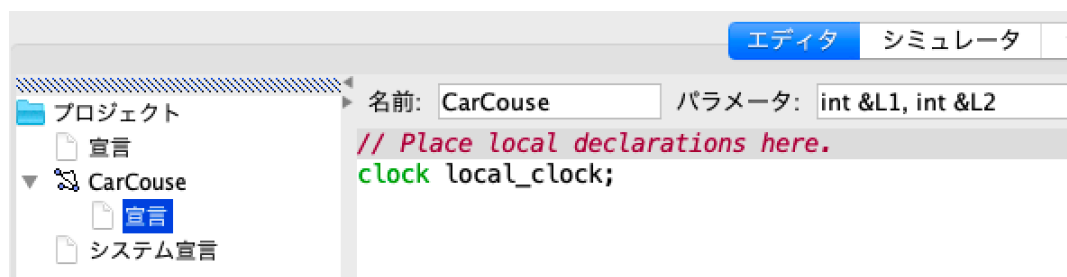 エディタ シミュレータ
名前: CarCouse パラメータ: int &L1, int &L2
プロジェクト
宣言
CarCouse
宣言
システム宣言
// Place local declarations here.
clock local_clock;